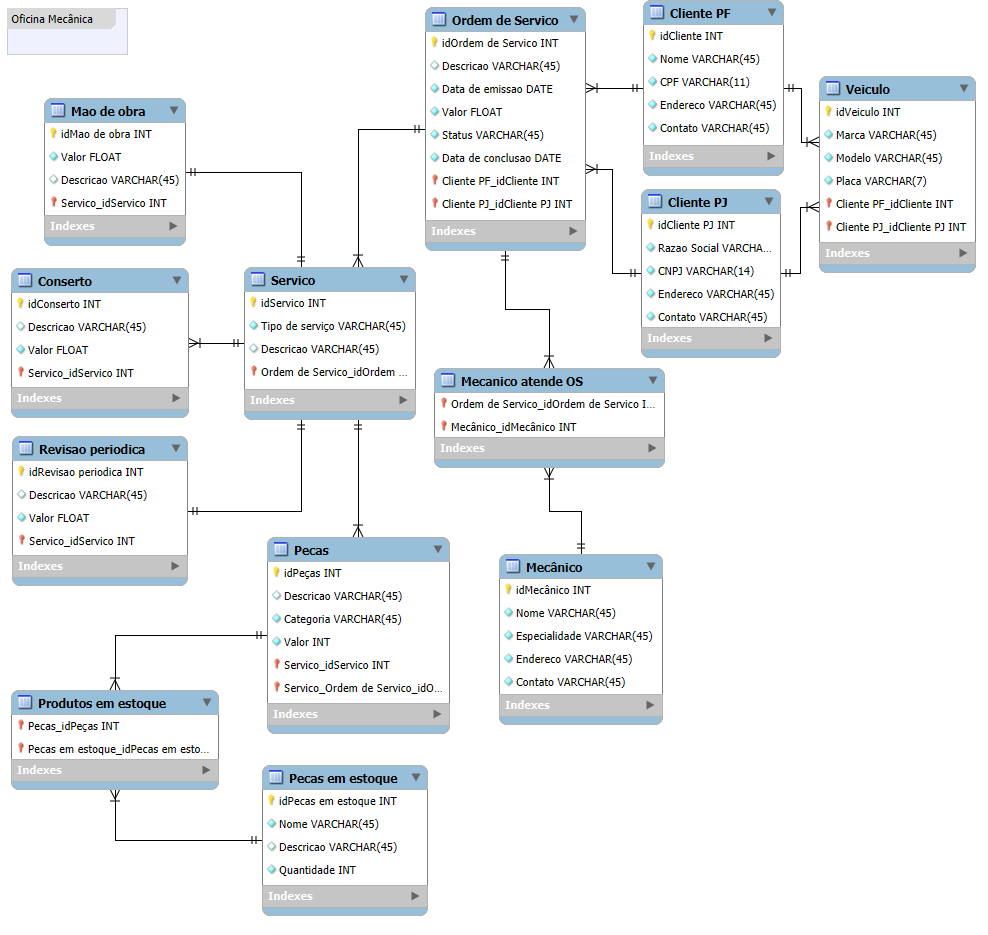 Oficina Mecânica
Ordem de Servico
idOrdem de Servico INT
Descricao VARCHAR(45)
Data de emissao DATE
Valor FLOAT
Status VARCHAR(45)
Data de conclusao DATE
Cliente PF_idCliente INT
Cliente PJ_idCliente PJ INT
Indexes
Cliente PF
idCliente INT
Nome VARCHAR(45)
CPF VARCHAR(11)
Endereco VARCHAR(45)
Contato VARCHAR(45)
Indexes
Veiculo
idVeiculo INT
Marca VARCHAR(45)
Modelo VARCHAR(45)
Placa VARCHAR(7)
Cliente PF_idCliente INT
Cliente PJ_idCliente PJ INT
Indexes
Mao de obra
idMao de obra INT
Valor FLOAT
Descricao VARCHAR(45)
Servico_idServico INT
Indexes
Cliente PJ
idCliente PJ INT
Razao Social VARCHA...
CNPJ VARCHAR(14)
Endereco VARCHAR(45)
Contato VARCHAR(45)
Indexes
Conserto
idConserto INT
Descricao VARCHAR(45)
Valor FLOAT
Servico_idServico INT
Indexes
Servico
idServico INT
Tipo de serviço VARCHAR(45)
Descricao VARCHAR(45)
Ordem de Servico_idOrdem ...
Indexes
Mecanico atende OS
Ordem de Servico_idOrdem de Servico I...
Mecânico_idMecânico INT
Indexes
Revisao periodica
idRevisao periodica INT
Descricao VARCHAR(45)
Valor FLOAT
Servico_idServico INT
Indexes
Pecas
idPeças INT
Descricao VARCHAR(45)
Categoria VARCHAR(45)
Valor INT
Servico_idServico INT
Servico_Ordem de Servico_idO...
Indexes
Mecânico
idMecânico INT
Nome VARCHAR(45)
Especialidade VARCHAR(45)
Endereco VARCHAR(45)
Contato VARCHAR(45)
Indexes
Produtos em estoque
Pecas_idPeças INT
Pecas em estoque_idPecas em esto...
Indexes
Pecas em estoque
idPecas em estoque INT
Nome VARCHAR(45)
Descricao VARCHAR(45)
Quantidade INT
Indexes